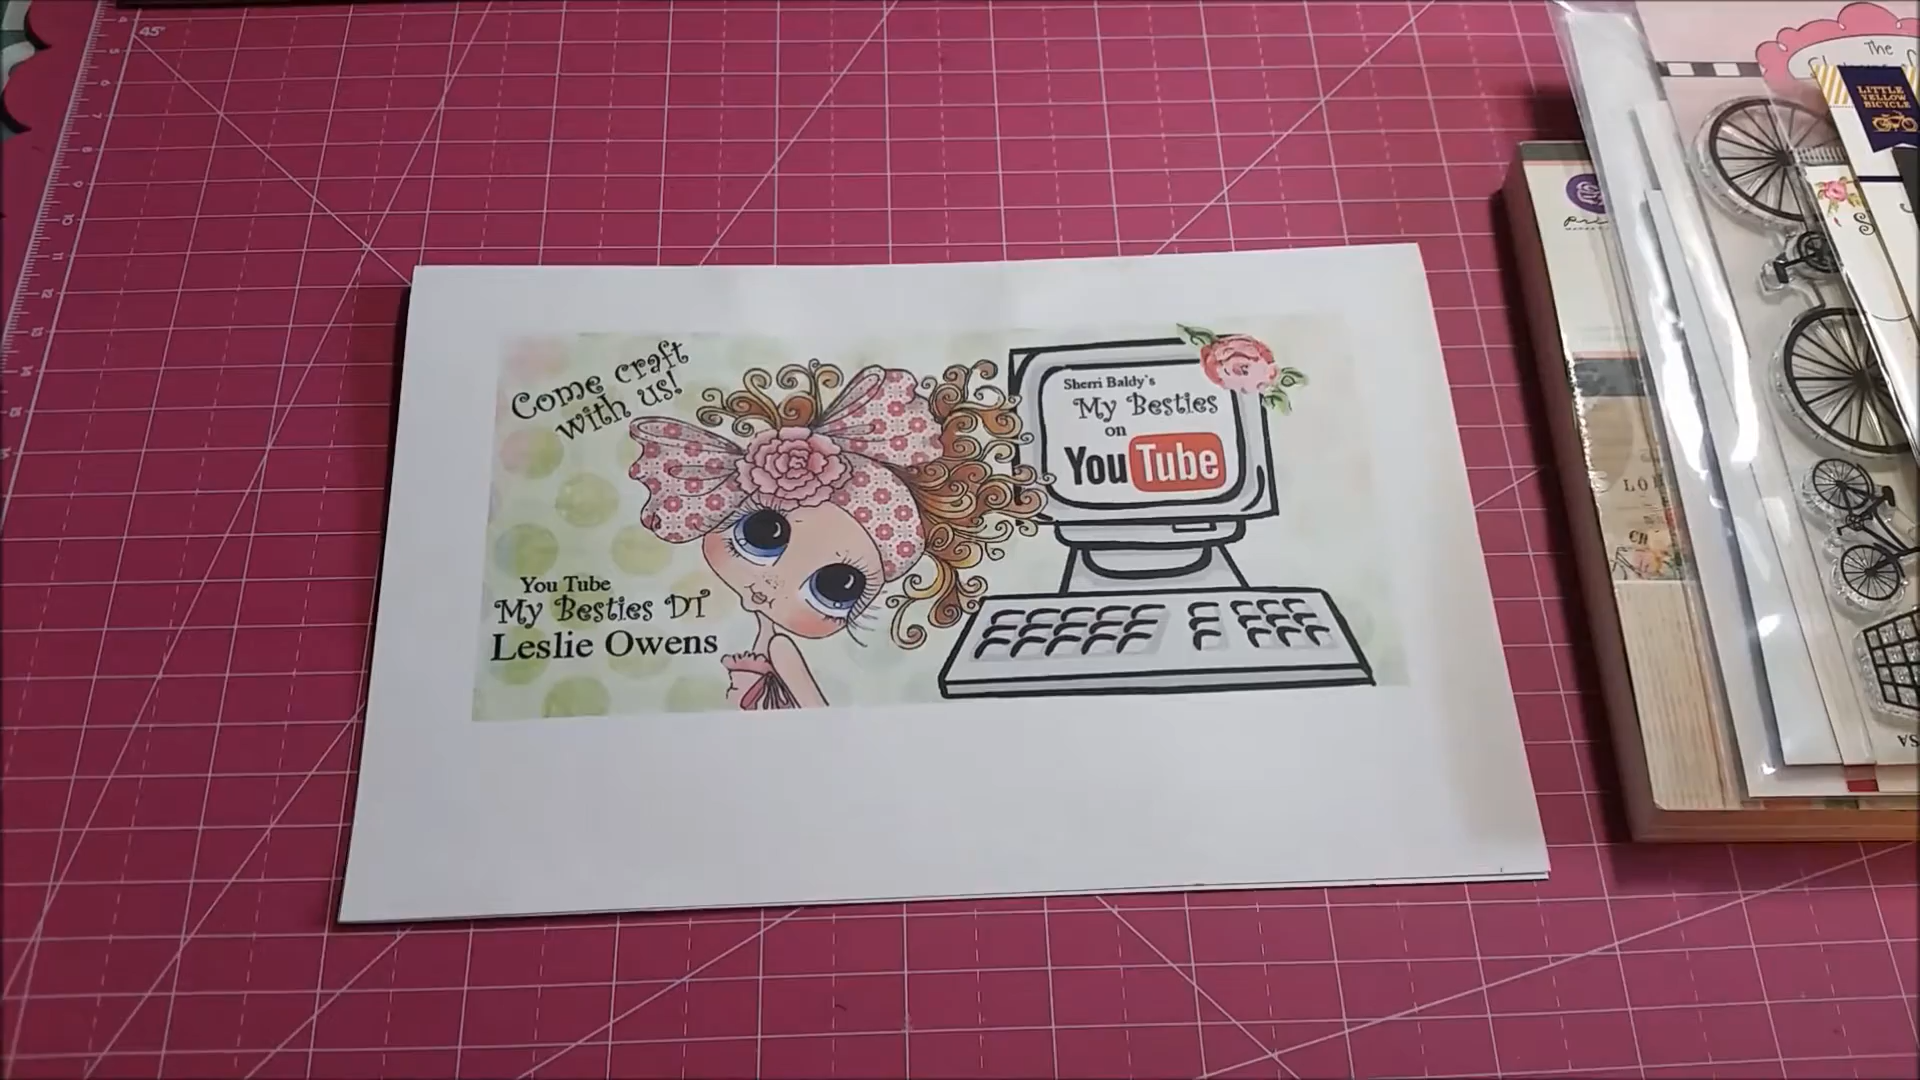 45°
Come craft
with us!
Sherri Baldy's
My Besties
on
YouTube
You Tube
My Besties DT
Leslie Owens
The
LITTLE
YELLOW
BICYCLE